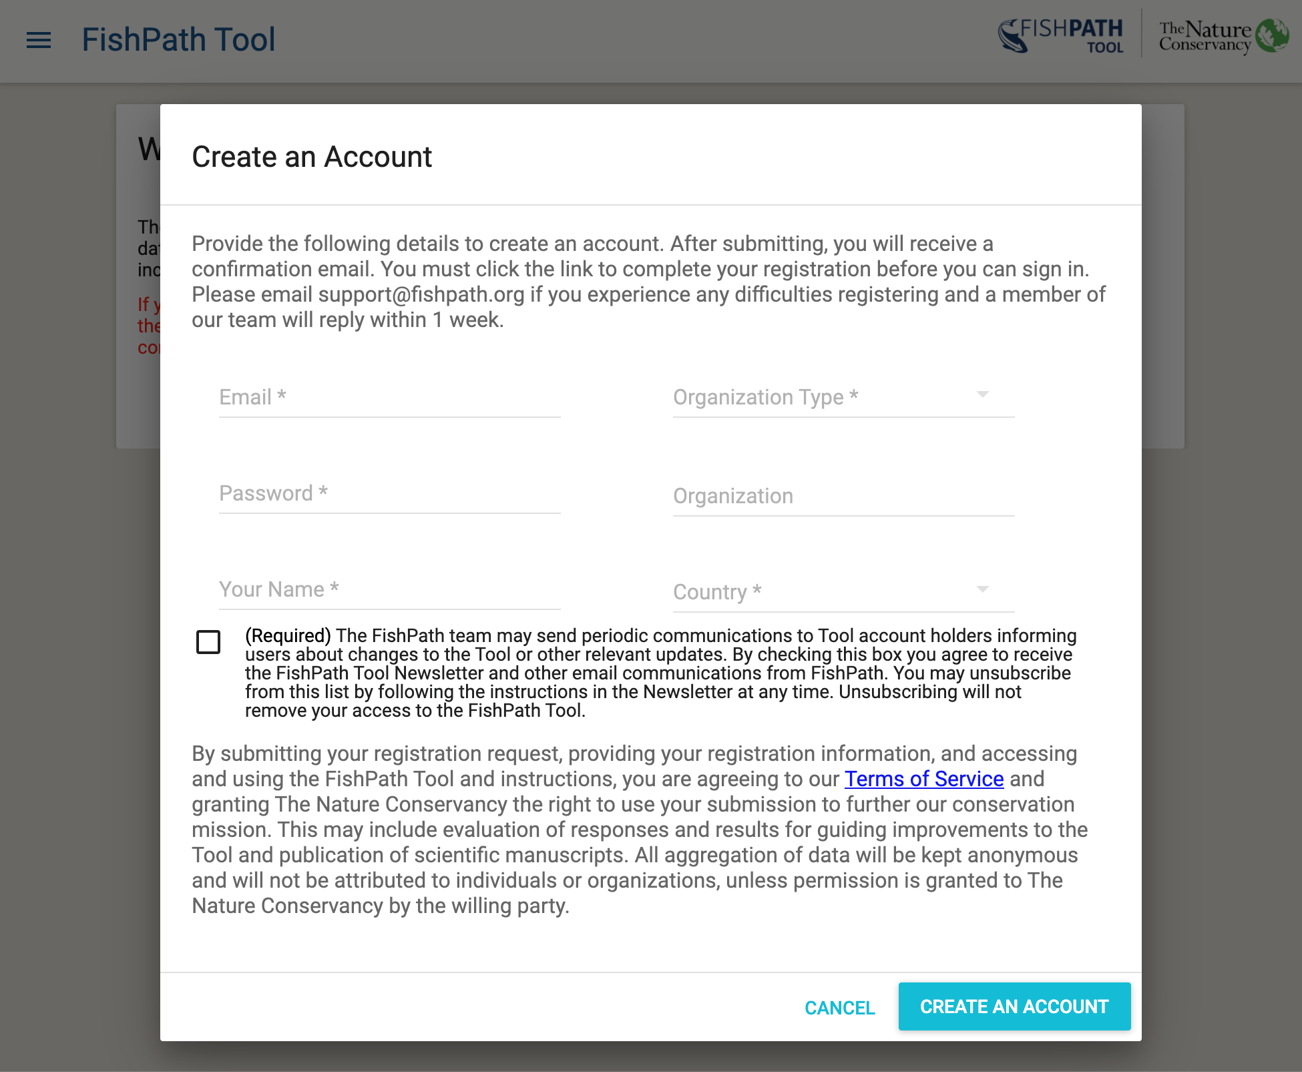 FishPath Tool
FISHPATH
TOOL
The Nature
Conservancy
W
Create an Account
Th
da
inc
If y
the
co
Provide the following details to create an account. After submitting, you will receive a
confirmation email. You must click the link to complete your registration before you can sign in.
Please email support@fishpath.org if you experience any difficulties registering and a member of
our team will reply within 1 week.
Email *
Organization Type *
Password *
Organization
Your Name *
Country *
(Required) The FishPath team may send periodic communications to Tool account holders informing
users about changes to the Tool or other relevant updates. By checking this box you agree to receive
the FishPath Tool Newsletter and other email communications from FishPath. You may unsubscribe
from this list by following the instructions in the Newsletter at any time. Unsubscribing will not
remove your access to the FishPath Tool.
By submitting your registration request, providing your registration information, and accessing
and using the FishPath Tool and instructions, you are agreeing to our Terms of Service and
granting The Nature Conservancy the right to use your submission to further our conservation
mission. This may include evaluation of responses and results for guiding improvements to the
Tool and publication of scientific manuscripts. All aggregation of data will be kept anonymous
and will not be attributed to individuals or organizations, unless permission is granted to The
Nature Conservancy by the willing party.
CANCEL
CREATE AN ACCOUNT